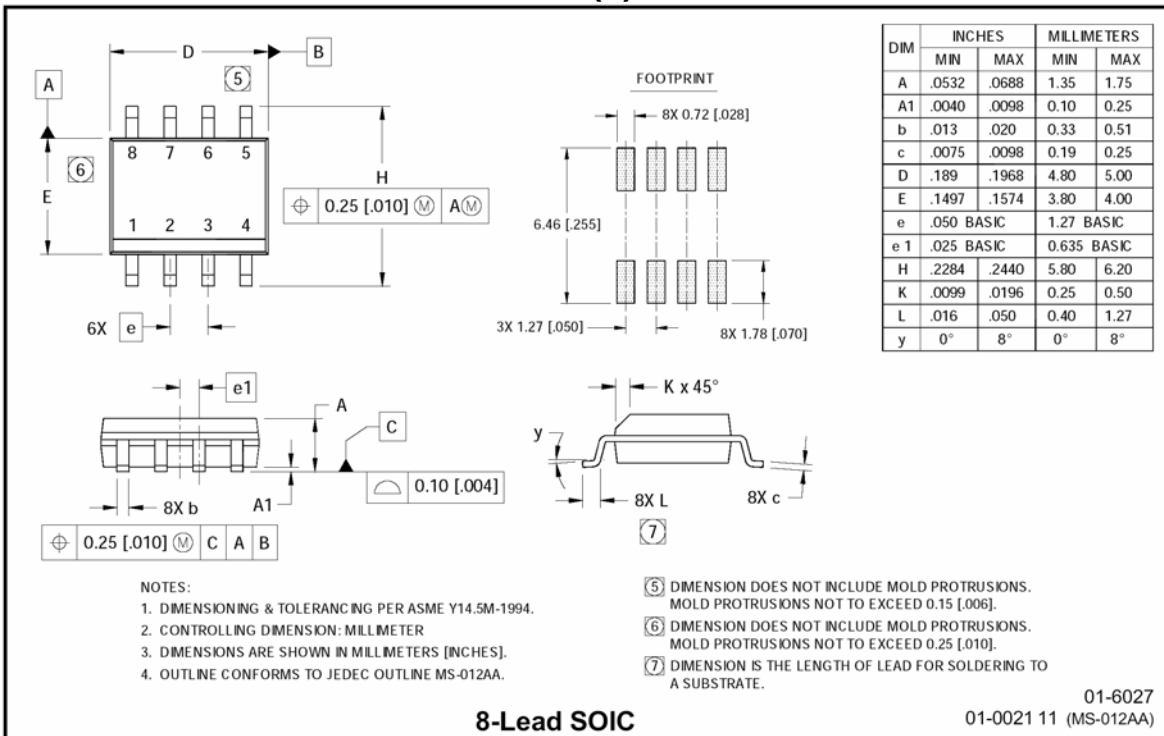 D
B
5
A
8 7 6 5
6
E
H
⌖ 0.25 [.010] Ⓜ AⓂ
1 2 3 4
6X e
FOOTPRINT
8X 0.72 [.028]
6.46 [.255]
3X 1.27 [.050]
8X 1.78 [.070]
DIM INCHES MILLIMETERS
MIN MAX MIN MAX
A .0532 .0688 1.35 1.75
A1 .0040 .0098 0.10 0.25
b .013 .020 0.33 0.51
c .0075 .0098 0.19 0.25
D .189 .1968 4.80 5.00
E .1497 .1574 3.80 4.00
e .050 BASIC 1.27 BASIC
e 1 .025 BASIC 0.635 BASIC
H .2284 .2440 5.80 6.20
K .0099 .0196 0.25 0.50
L .016 .050 0.40 1.27
y 0° 8° 0° 8°
e1
A
C
⌓ 0.10 [.004]
8X b
A1
⌖ 0.25 [.010] Ⓜ C A B
K x 45°
y
8X L
8X c
7
NOTES:
1. DIMENSIONING & TOLERANCING PER ASME Y14.5M-1994.
2. CONTROLLING DIMENSION: MILLIMETER
3. DIMENSIONS ARE SHOWN IN MILLIMETERS [INCHES].
4. OUTLINE CONFORMS TO JEDEC OUTLINE MS-012AA.
5 DIMENSION DOES NOT INCLUDE MOLD PROTRUSIONS.
MOLD PROTRUSIONS NOT TO EXCEED 0.15 [.006].
6 DIMENSION DOES NOT INCLUDE MOLD PROTRUSIONS.
MOLD PROTRUSIONS NOT TO EXCEED 0.25 [.010].
7 DIMENSION IS THE LENGTH OF LEAD FOR SOLDERING TO
A SUBSTRATE.
8-Lead SOIC
01-6027
01-0021 11 (MS-012AA)